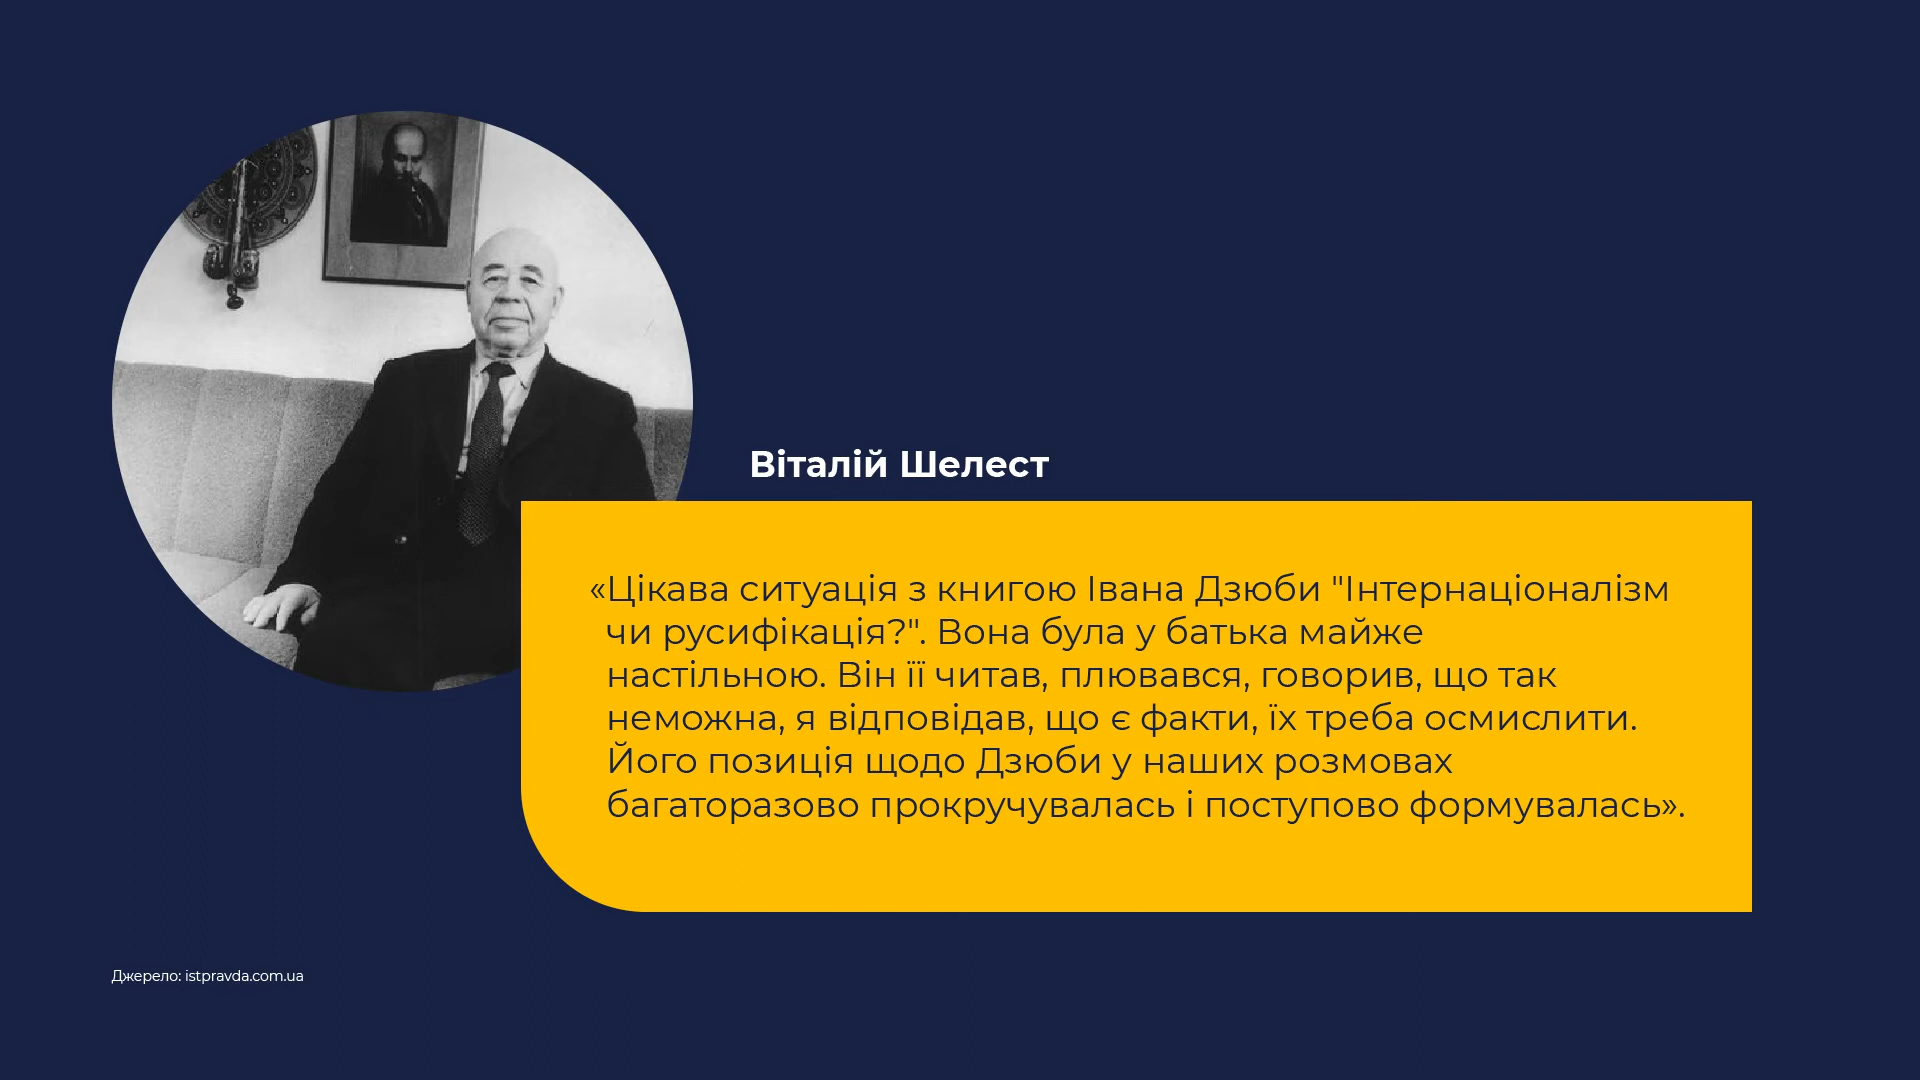 Віталій Шелест
«Цікава ситуація з книгою Івана Дзюби "Інтернаціоналізм
чи русифікація?". Вона була у батька майже
настільною. Він її читав, плювався, говорив, що так
неможна, я відповідав, що є факти, їх треба осмислити.
Його позиція щодо Дзюби у наших розмовах
багаторазово прокручувалась і поступово формувалась».
Джерело: istpravda.com.ua